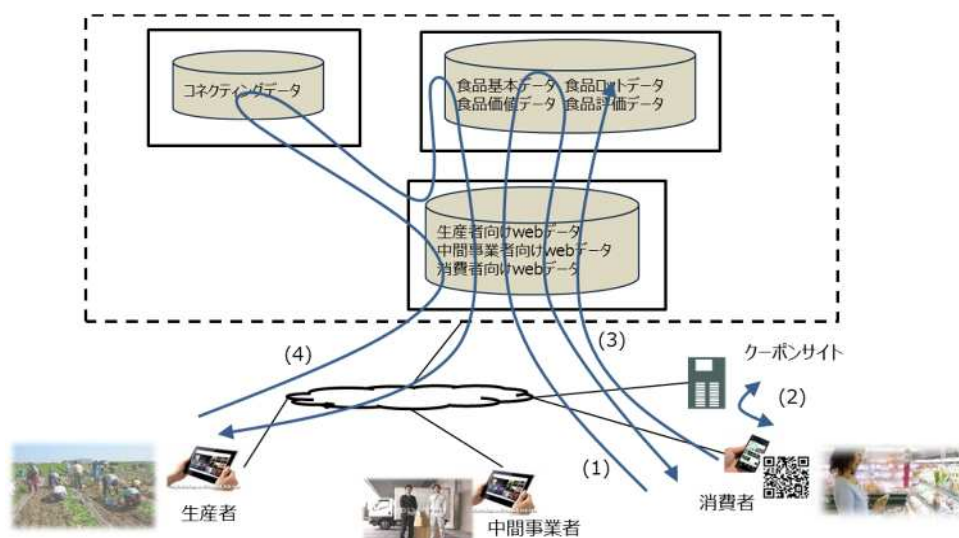 コネクティングデータ
食品基本データ 食品ロットデータ
食品価値データ 食品評価データ
生産者向けwebデータ
中間事業者向けwebデータ
消費者向けwebデータ
(4)
(3)
クーポンサイト
(2)
(1)
生産者
中間事業者
消費者